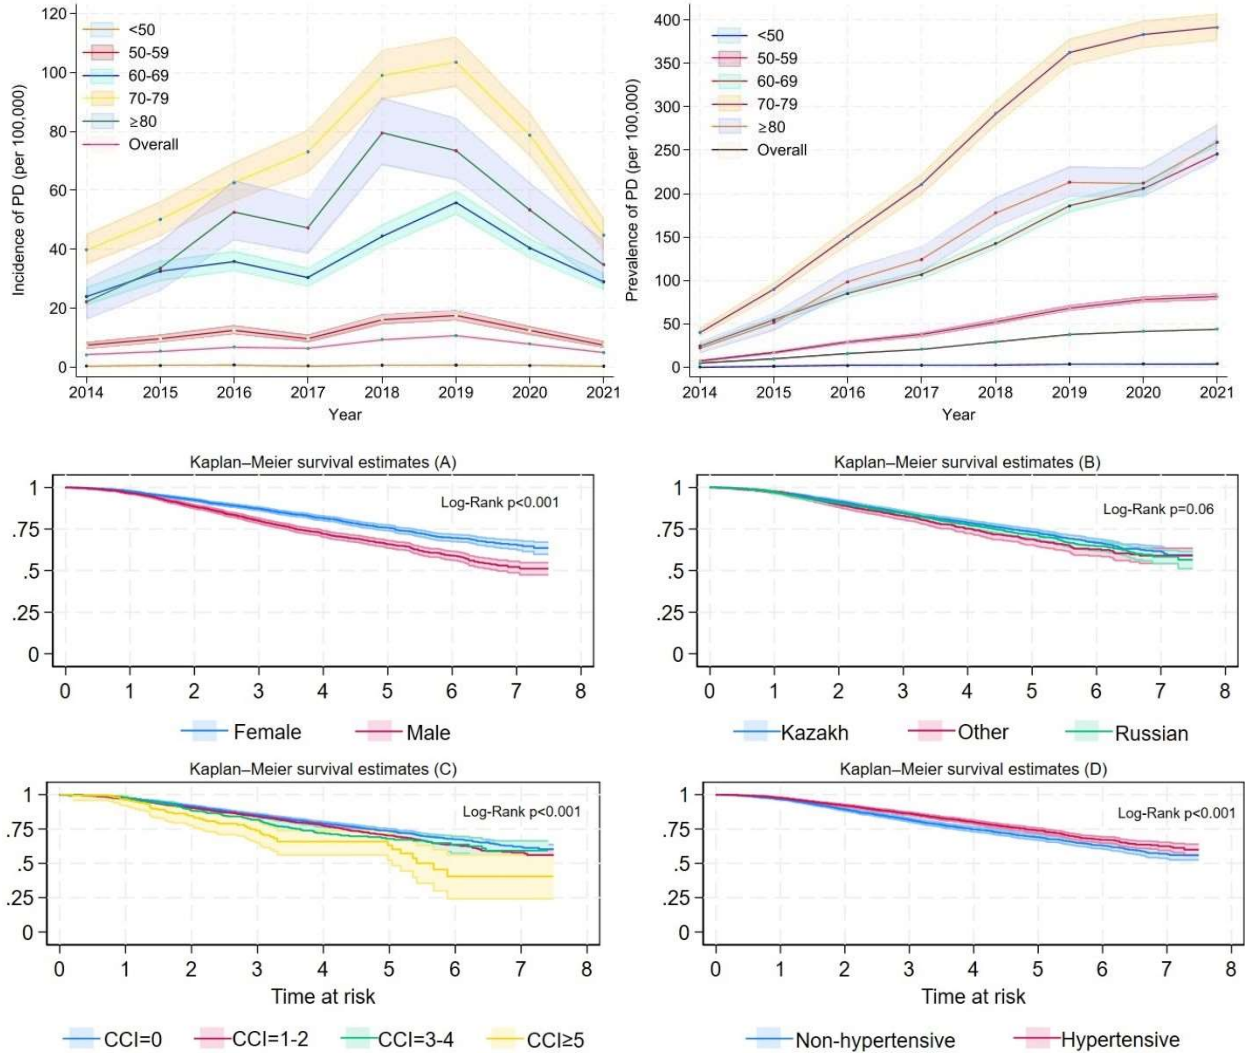 Incidence of PD (per 100,000)
120
100
80
60
40
20
0
<50
50-59
60-69
70-79
≥80
Overall
2014 2015 2016 2017 2018 2019 2020 2021
Year
Prevalence of PD (per 100,000)
400
350
300
250
200
150
100
50
0
<50
50-59
60-69
70-79
≥80
Overall
2014 2015 2016 2017 2018 2019 2020 2021
Year
Kaplan–Meier survival estimates (A)
Log-Rank p<0.001
1
.75
.5
.25
0
0 1 2 3 4 5 6 7 8
Female Male
Kaplan–Meier survival estimates (B)
Log-Rank p=0.06
1
.75
.5
.25
0
0 1 2 3 4 5 6 7 8
Kazakh Other Russian
Kaplan–Meier survival estimates (C)
Log-Rank p<0.001
1
.75
.5
.25
0
0 1 2 3 4 5 6 7 8
Time at risk
CCI=0 CCI=1-2 CCI=3-4 CCI≥5
Kaplan–Meier survival estimates (D)
Log-Rank p<0.001
1
.75
.5
.25
0
0 1 2 3 4 5 6 7 8
Time at risk
Non-hypertensive Hypertensive